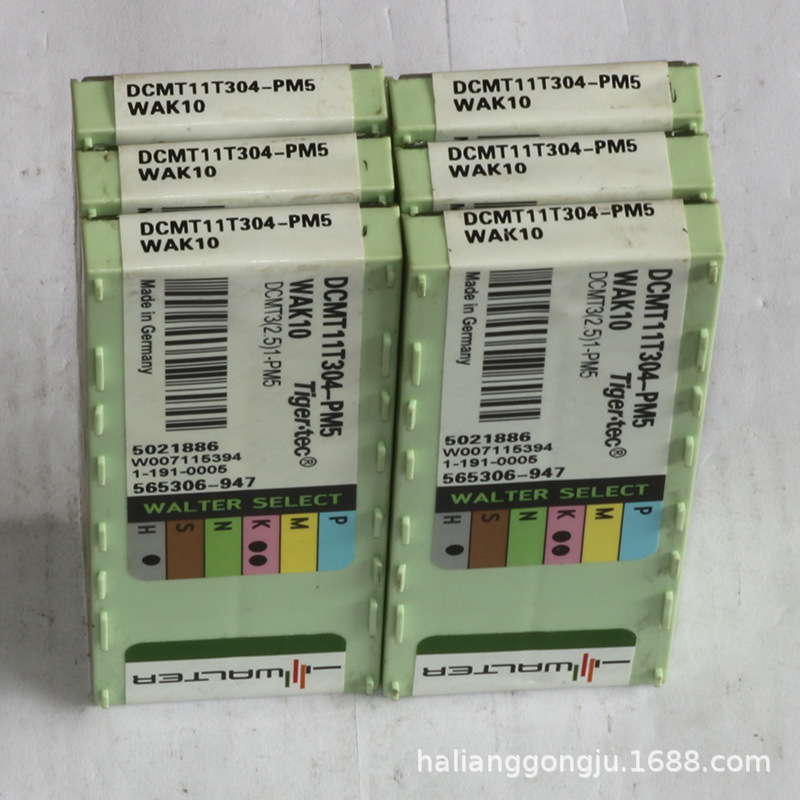 DCMT11T304-PM5
WAK10
DCMT11T304-PM5
WAK10
DCMT11T304-PM5
WAK10
DCMT11T304-PM5
WAK10
DCMT11T304-PM5
WAK10
DCMT11T304-PM5
WAK10
DCMT11T304-PM5
WAK10 Tiger·tec®
DCMT3(2.5)1-PM5
Made in Germany
5021886
W007115394
1-191-0005
565306-947
WALTER SELECT
H S N K M P
WALTER
DCMT11T304-PM5
WAK10 Tiger·tec®
DCMT3(2.5)1-PM5
Made in Germany
5021886
W007115394
1-191-0005
565306-947
WALTER SELECT
H S N K M P
WALTER
halianggongju.1688.com